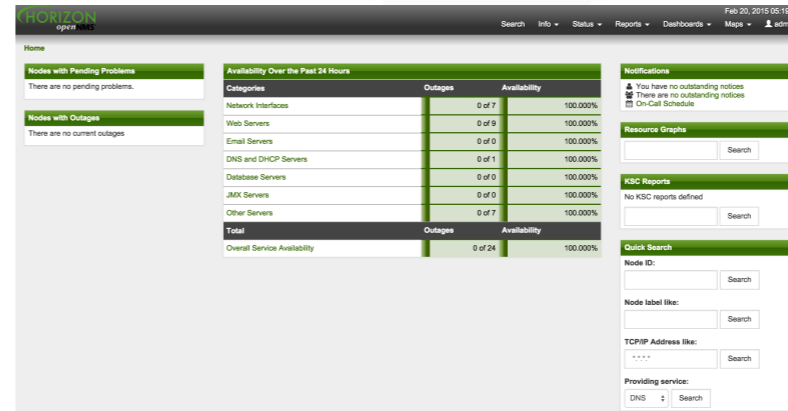 HORIZON
openNMS
Feb 20, 2015 05:19
Search Info Status Reports Dashboards Maps adm
Home
Nodes with Pending Problems
There are no pending problems.
Nodes with Outages
There are no current outages
Availability Over the Past 24 Hours
Categories Outages Availability
Network Interfaces 0 of 7 100.000%
Web Servers 0 of 9 100.000%
Email Servers 0 of 0 100.000%
DNS and DHCP Servers 0 of 1 100.000%
Database Servers 0 of 0 100.000%
JMX Servers 0 of 0 100.000%
Other Servers 0 of 7 100.000%
Total Outages Availability
Overall Service Availability 0 of 24 100.000%
Notifications
You have no outstanding notices
There are no outstanding notices
On-Call Schedule
Resource Graphs
Search
KSC Reports
No KSC reports defined
Search
Quick Search
Node ID:
Search
Node label like:
Search
TCP/IP Address like:
*.*.*.* Search
Providing service:
DNS Search